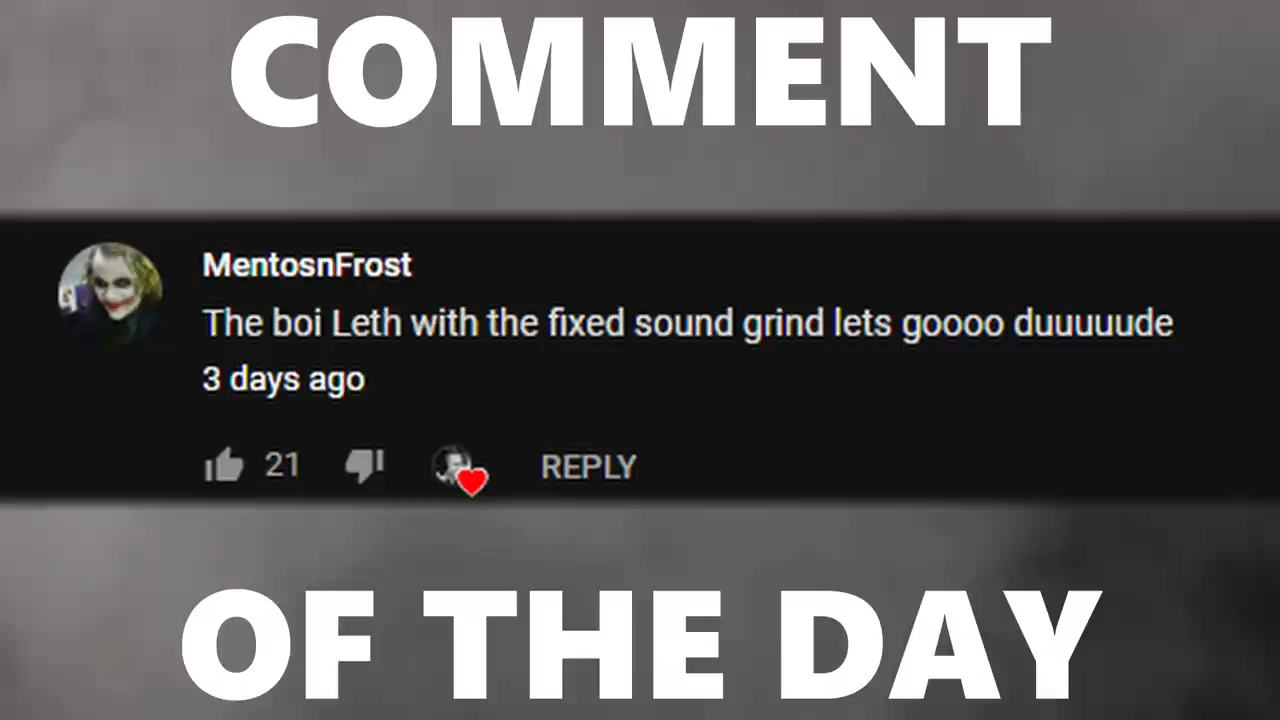 COMMENT
MentosnFrost
The boi Leth with the fixed sound grind lets goooo duuuuude
3 days ago
21
REPLY
OF THE DAY